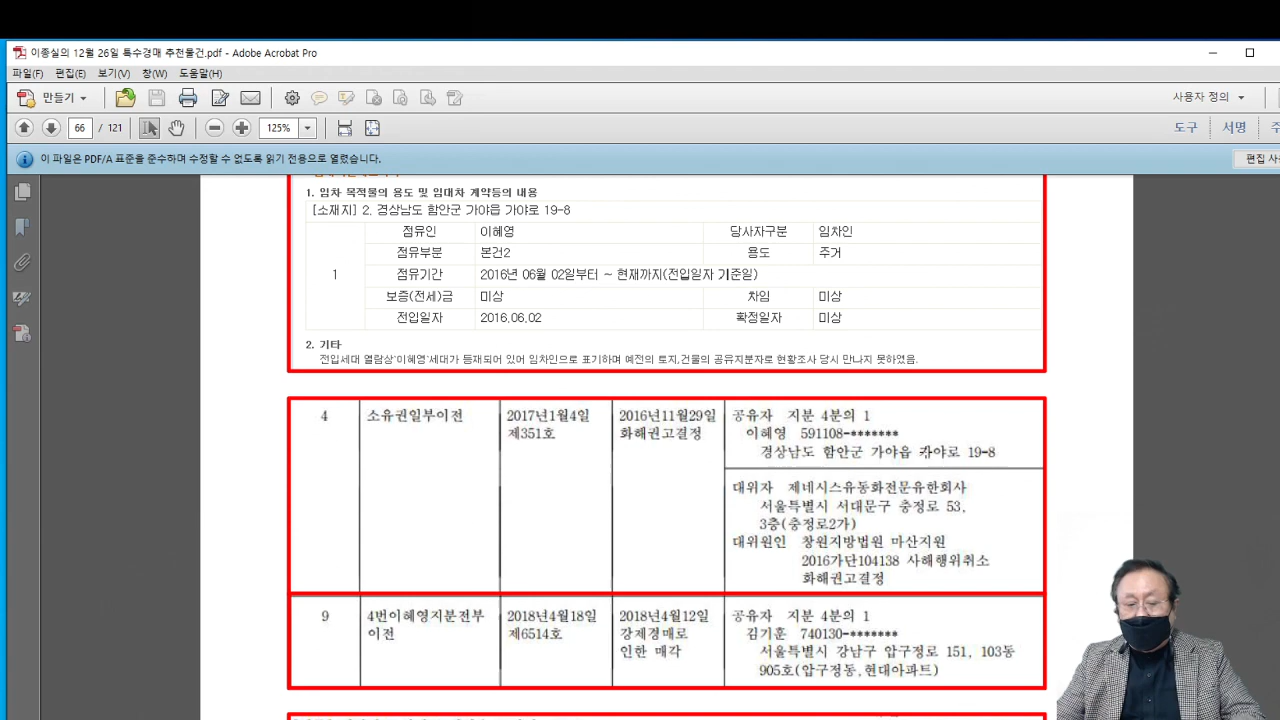 이종실의 12월 26일 특수경매 추천물건.pdf - Adobe Acrobat Pro
파일(F) 편집(E) 보기(V) 창(W) 도움말(H)
만들기 사용자 정의
66 / 121 125% 도구 서명
이 파일은 PDF/A 표준을 준수하며 수정할 수 없도록 읽기 전용으로 열렸습니다. 편집 사
1. 임차 목적물의 용도 및 임대차 계약등의 내용
[소재지] 2. 경상남도 함안군 가야읍 가야로 19-8
1 점유인 이혜영 당사자구분 임차인
점유부분 본건2 용도 주거
점유기간 2016년 06월 02일부터 ~ 현재까지(전입일자 기준일)
보증(전세)금 미상 차임 미상
전입일자 2016.06.02 확정일자 미상
2. 기타
전입세대 열람상'이혜영'세대가 등재되어 있어 임차인으로 표기하며 예전의 토지,건물의 공유지분자로 현황조사 당시 만나지 못하였음.
4 소유권일부이전 2017년1월4일 2016년11월29일 공유자 지분 4분의 1
제351호 화해권고결정 이혜영 591108-*******
경상남도 함안군 가야읍 가야로 19-8
대위자 제네시스유동화전문유한회사
서울특별시 서대문구 충정로 53,
3층(충정로2가)
대위원인 창원지방법원 마산지원
2016가단104138 사해행위취소
화해권고결정
9 4번이혜영지분전부 2018년4월18일 2018년4월12일 공유자 지분 4분의 1
이전 제6514호 강제경매로 김기훈 740130-*******
인한 매각 서울특별시 강남구 압구정로 151, 103동
905호(압구정동,현대아파트)